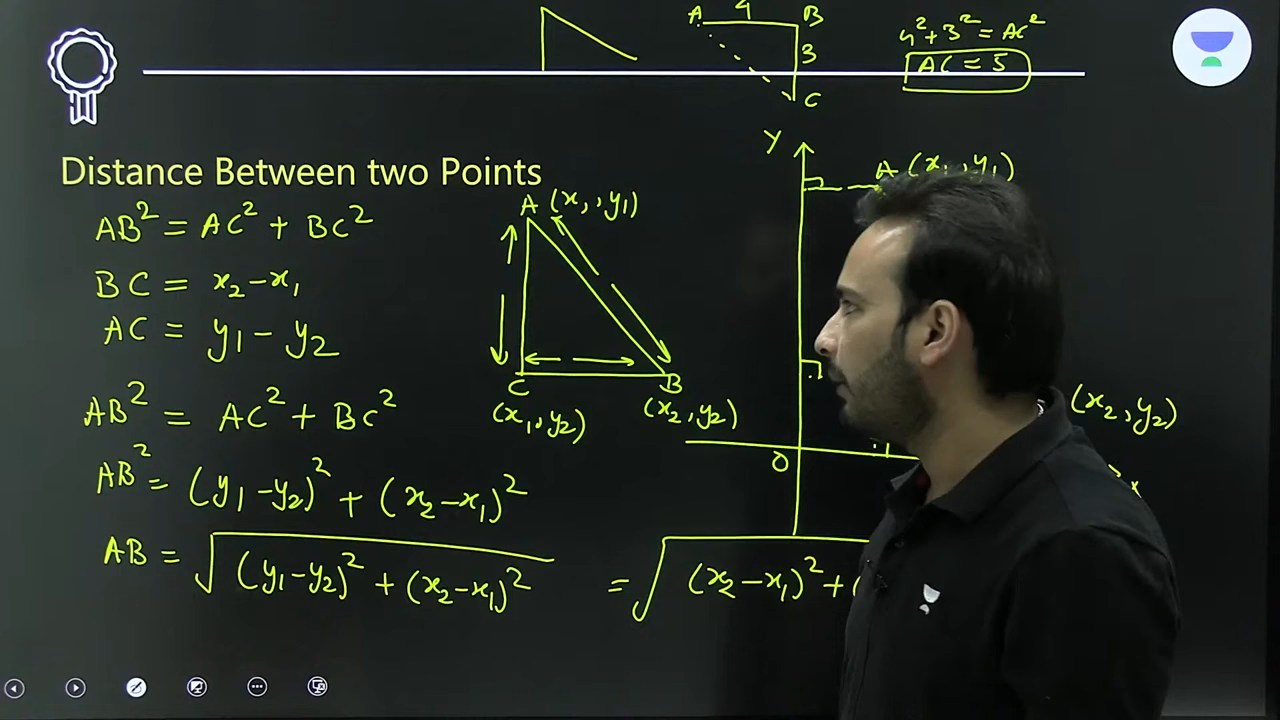 A 4 B
3
C
4² + 3² = AC²
AC = 5
Distance Between two Points
AB² = AC² + BC²
BC = x₂ – x₁
AC = y₁ – y₂
AB² = AC² + BC²
AB² = (y₁ – y₂)² + (x₂ – x₁)²
AB = √(y₁ – y₂)² + (x₂ – x₁)²
= √(x₂ – x₁)² + (
A (x₁, y₁)
C
(x₁, y₂)
B
(x₂, y₂)
Y
A (x₁, y₁)
(x₂, y₂)
O
x